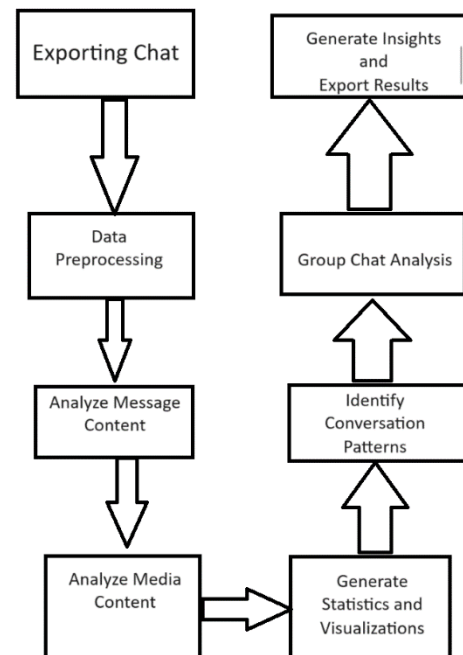 Exporting Chat
Data
Preprocessing
Analyze Message
Content
Analyze Media
Content
Generate
Statistics and
Visualizations
Identify
Conversation
Patterns
Group Chat Analysis
Generate Insights
and
Export Results